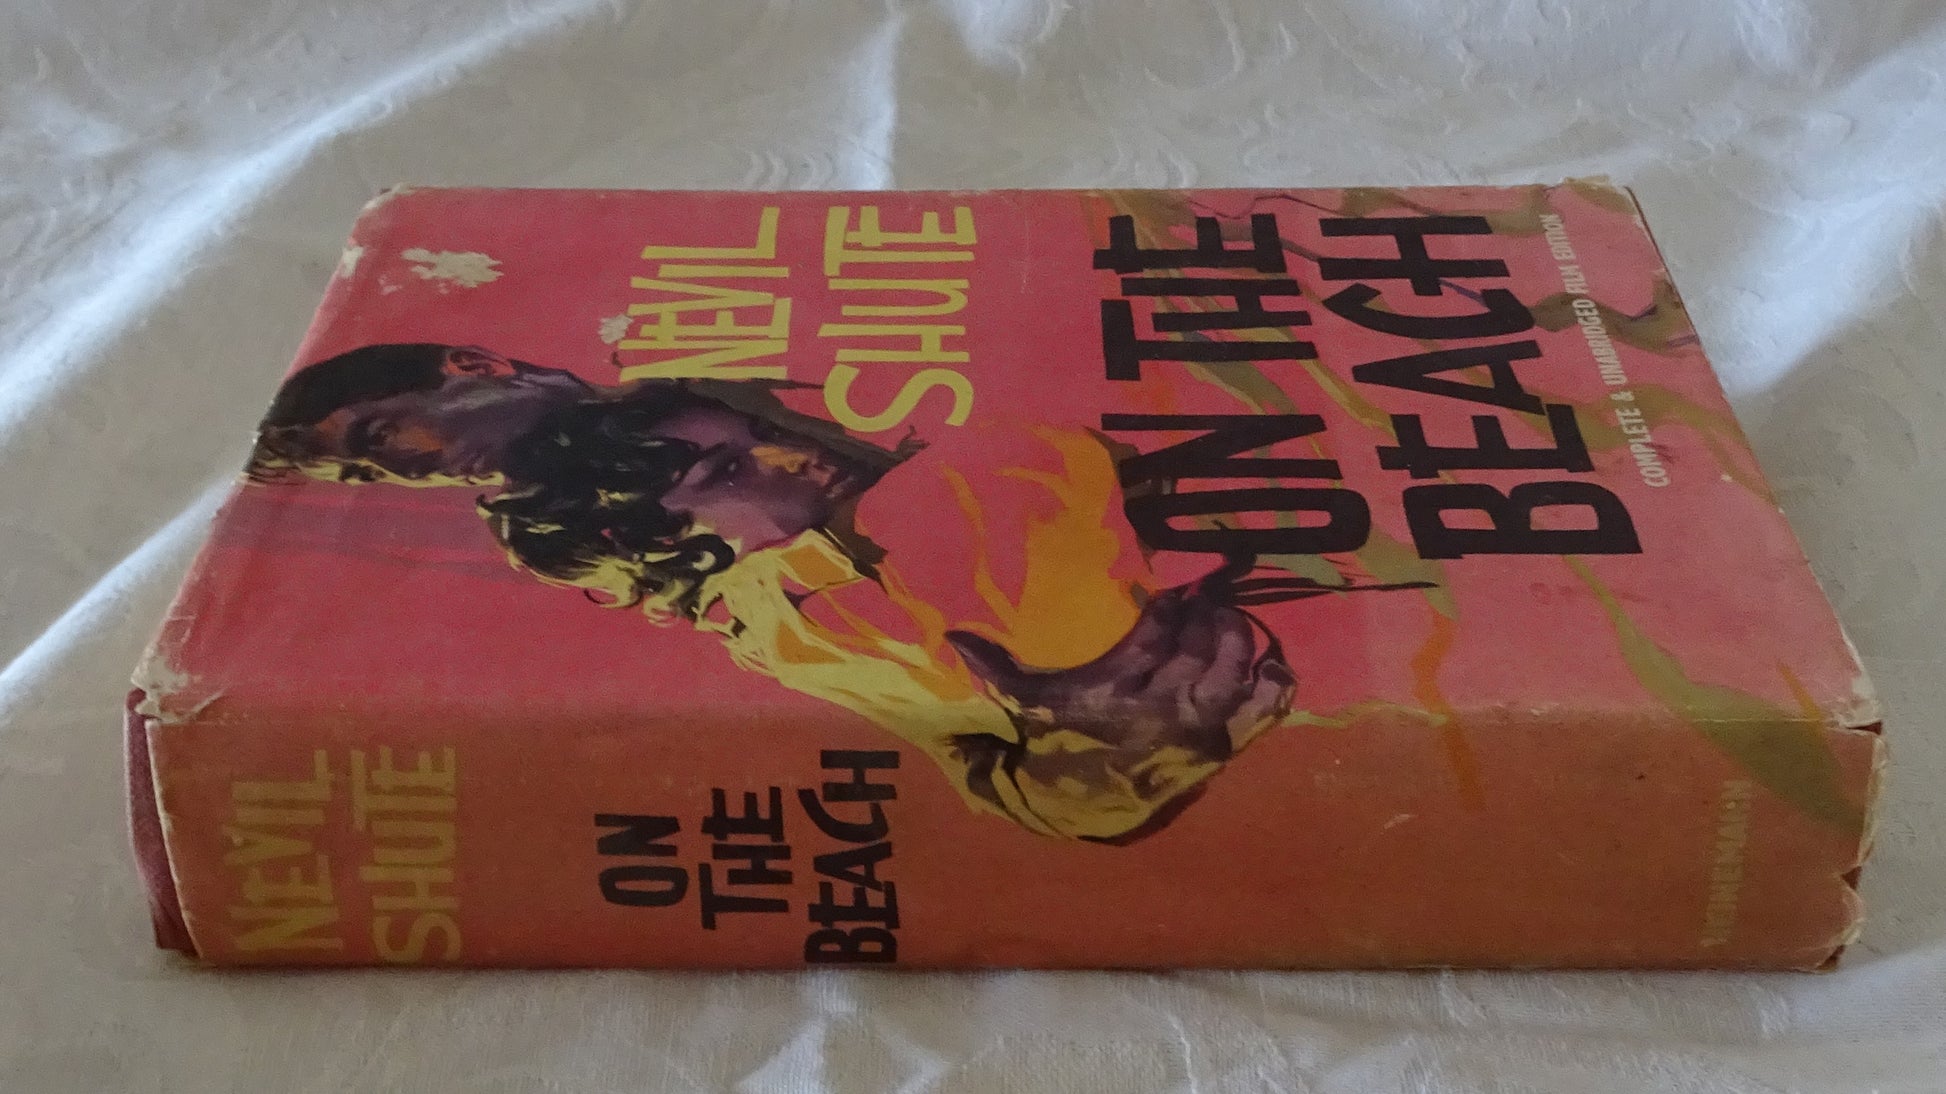 NEVIL
SHUTE
ON THE
BEACH
COMPLETE & UNABRIDGED FILM EDITION
NEVIL
SHUTE
ON
THE
BEACH
HEINEMANN